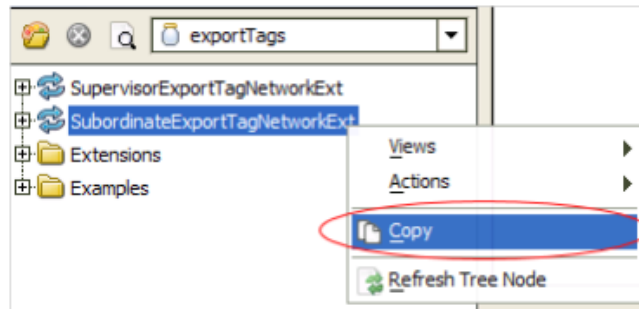 exportTags
SupervisorExportTagNetworkExt
SubordinateExportTagNetworkExt
Views
Extensions
Actions
Examples
Copy
Refresh Tree Node